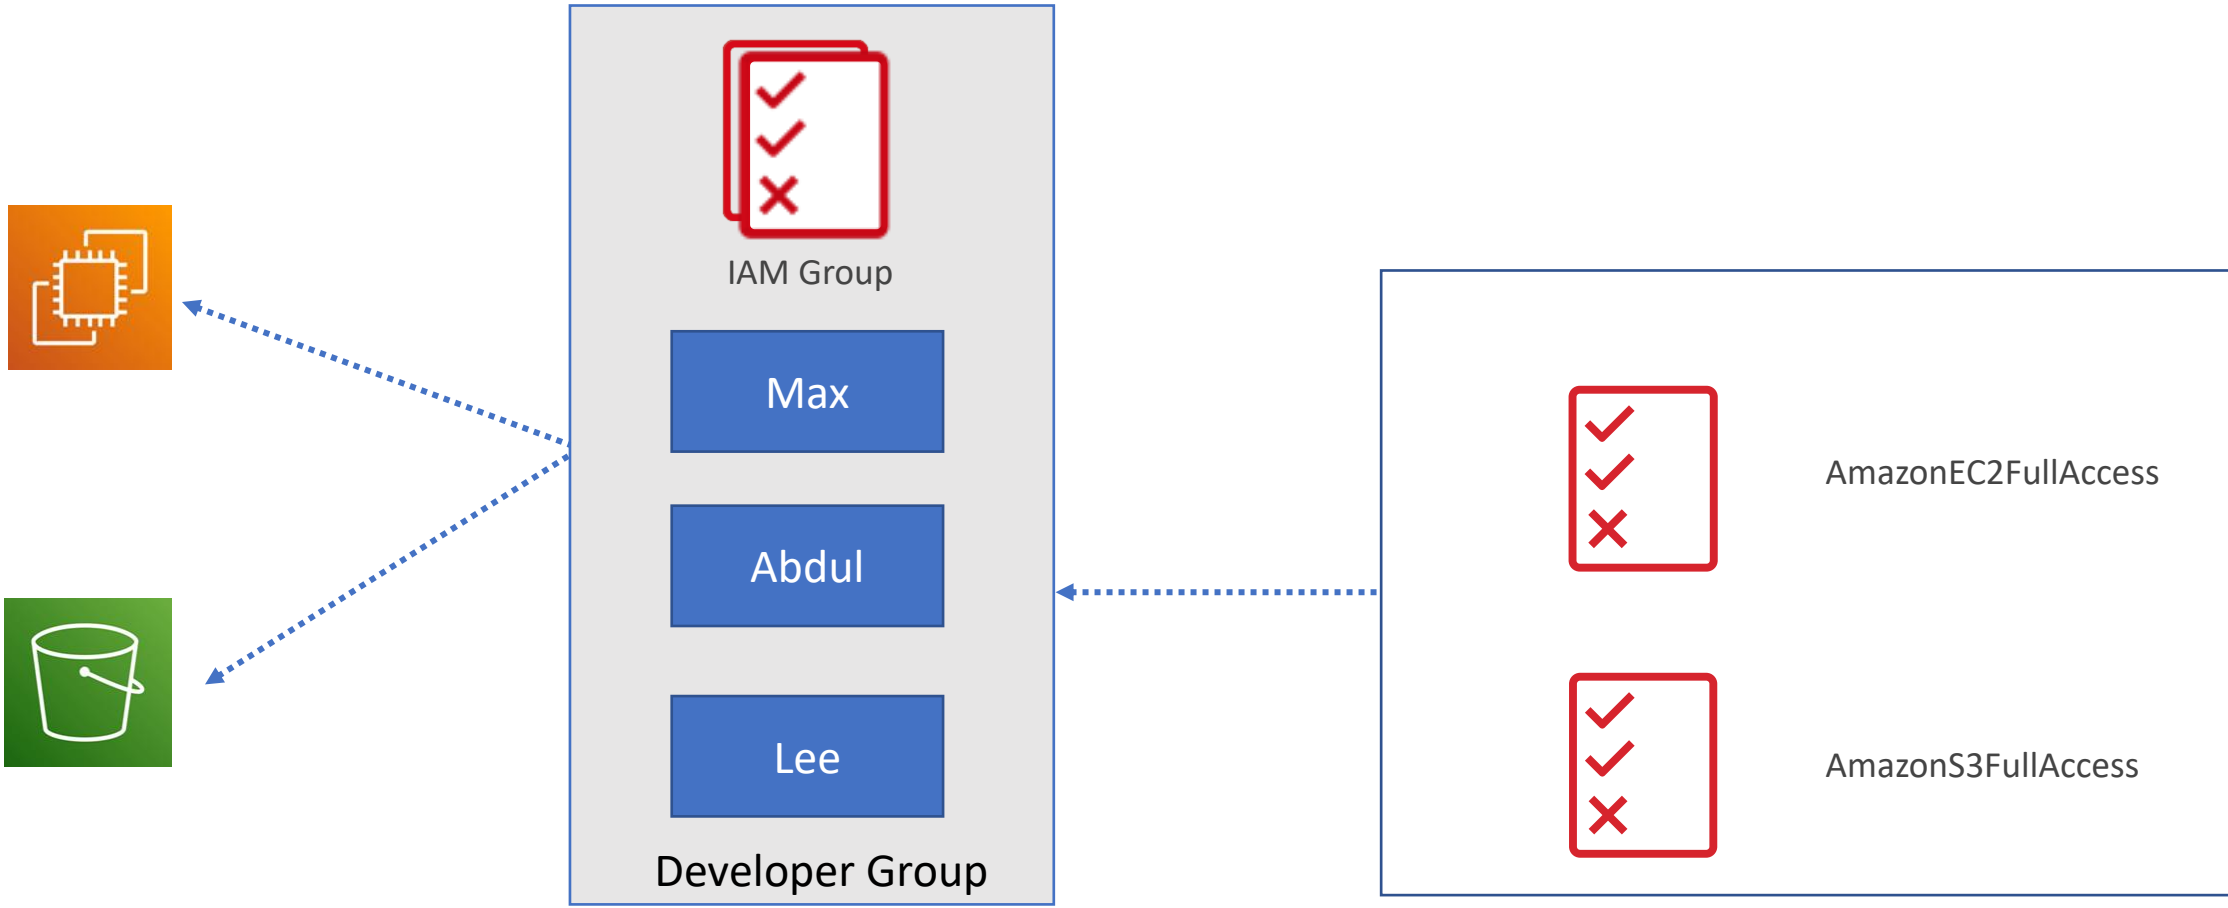 IAM Group
Max
Abdul
Lee
Developer Group
AmazonEC2FullAccess
AmazonS3FullAccess